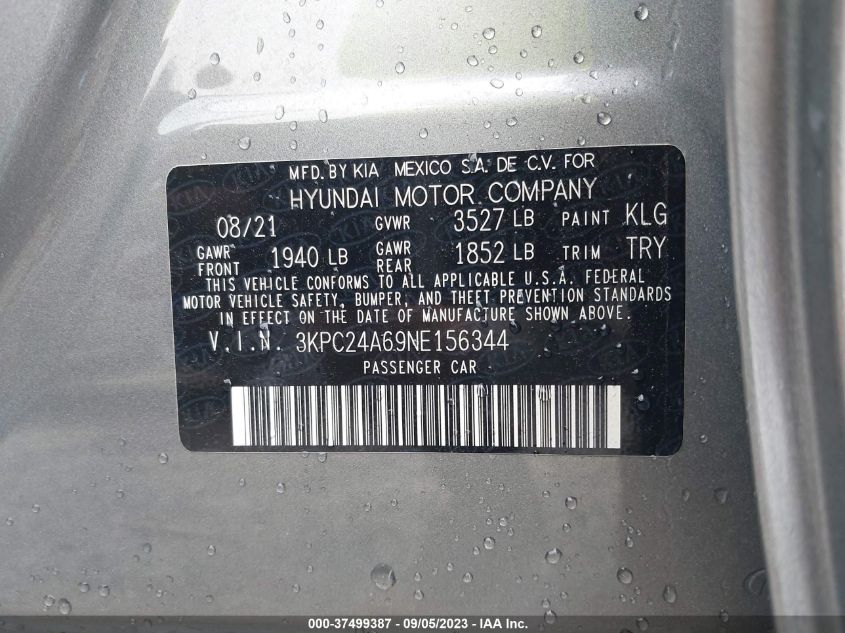 MFD. BY KIA MEXICO S.A. DE C.V. FOR
HYUNDAI MOTOR COMPANY
08/21 GVWR 3527 LB PAINT KLG
GAWR FRONT 1940 LB GAWR REAR 1852 LB TRIM TRY
THIS VEHICLE CONFORMS TO ALL APPLICABLE U.S.A. FEDERAL
MOTOR VEHICLE SAFETY, BUMPER, AND THEFT PREVENTION STANDARDS
IN EFFECT ON THE DATE OF MANUFACTURE SHOWN ABOVE.
V.I.N. 3KPC24A69NE156344
PASSENGER CAR
000-37499387 - 09/05/2023 - IAA Inc.